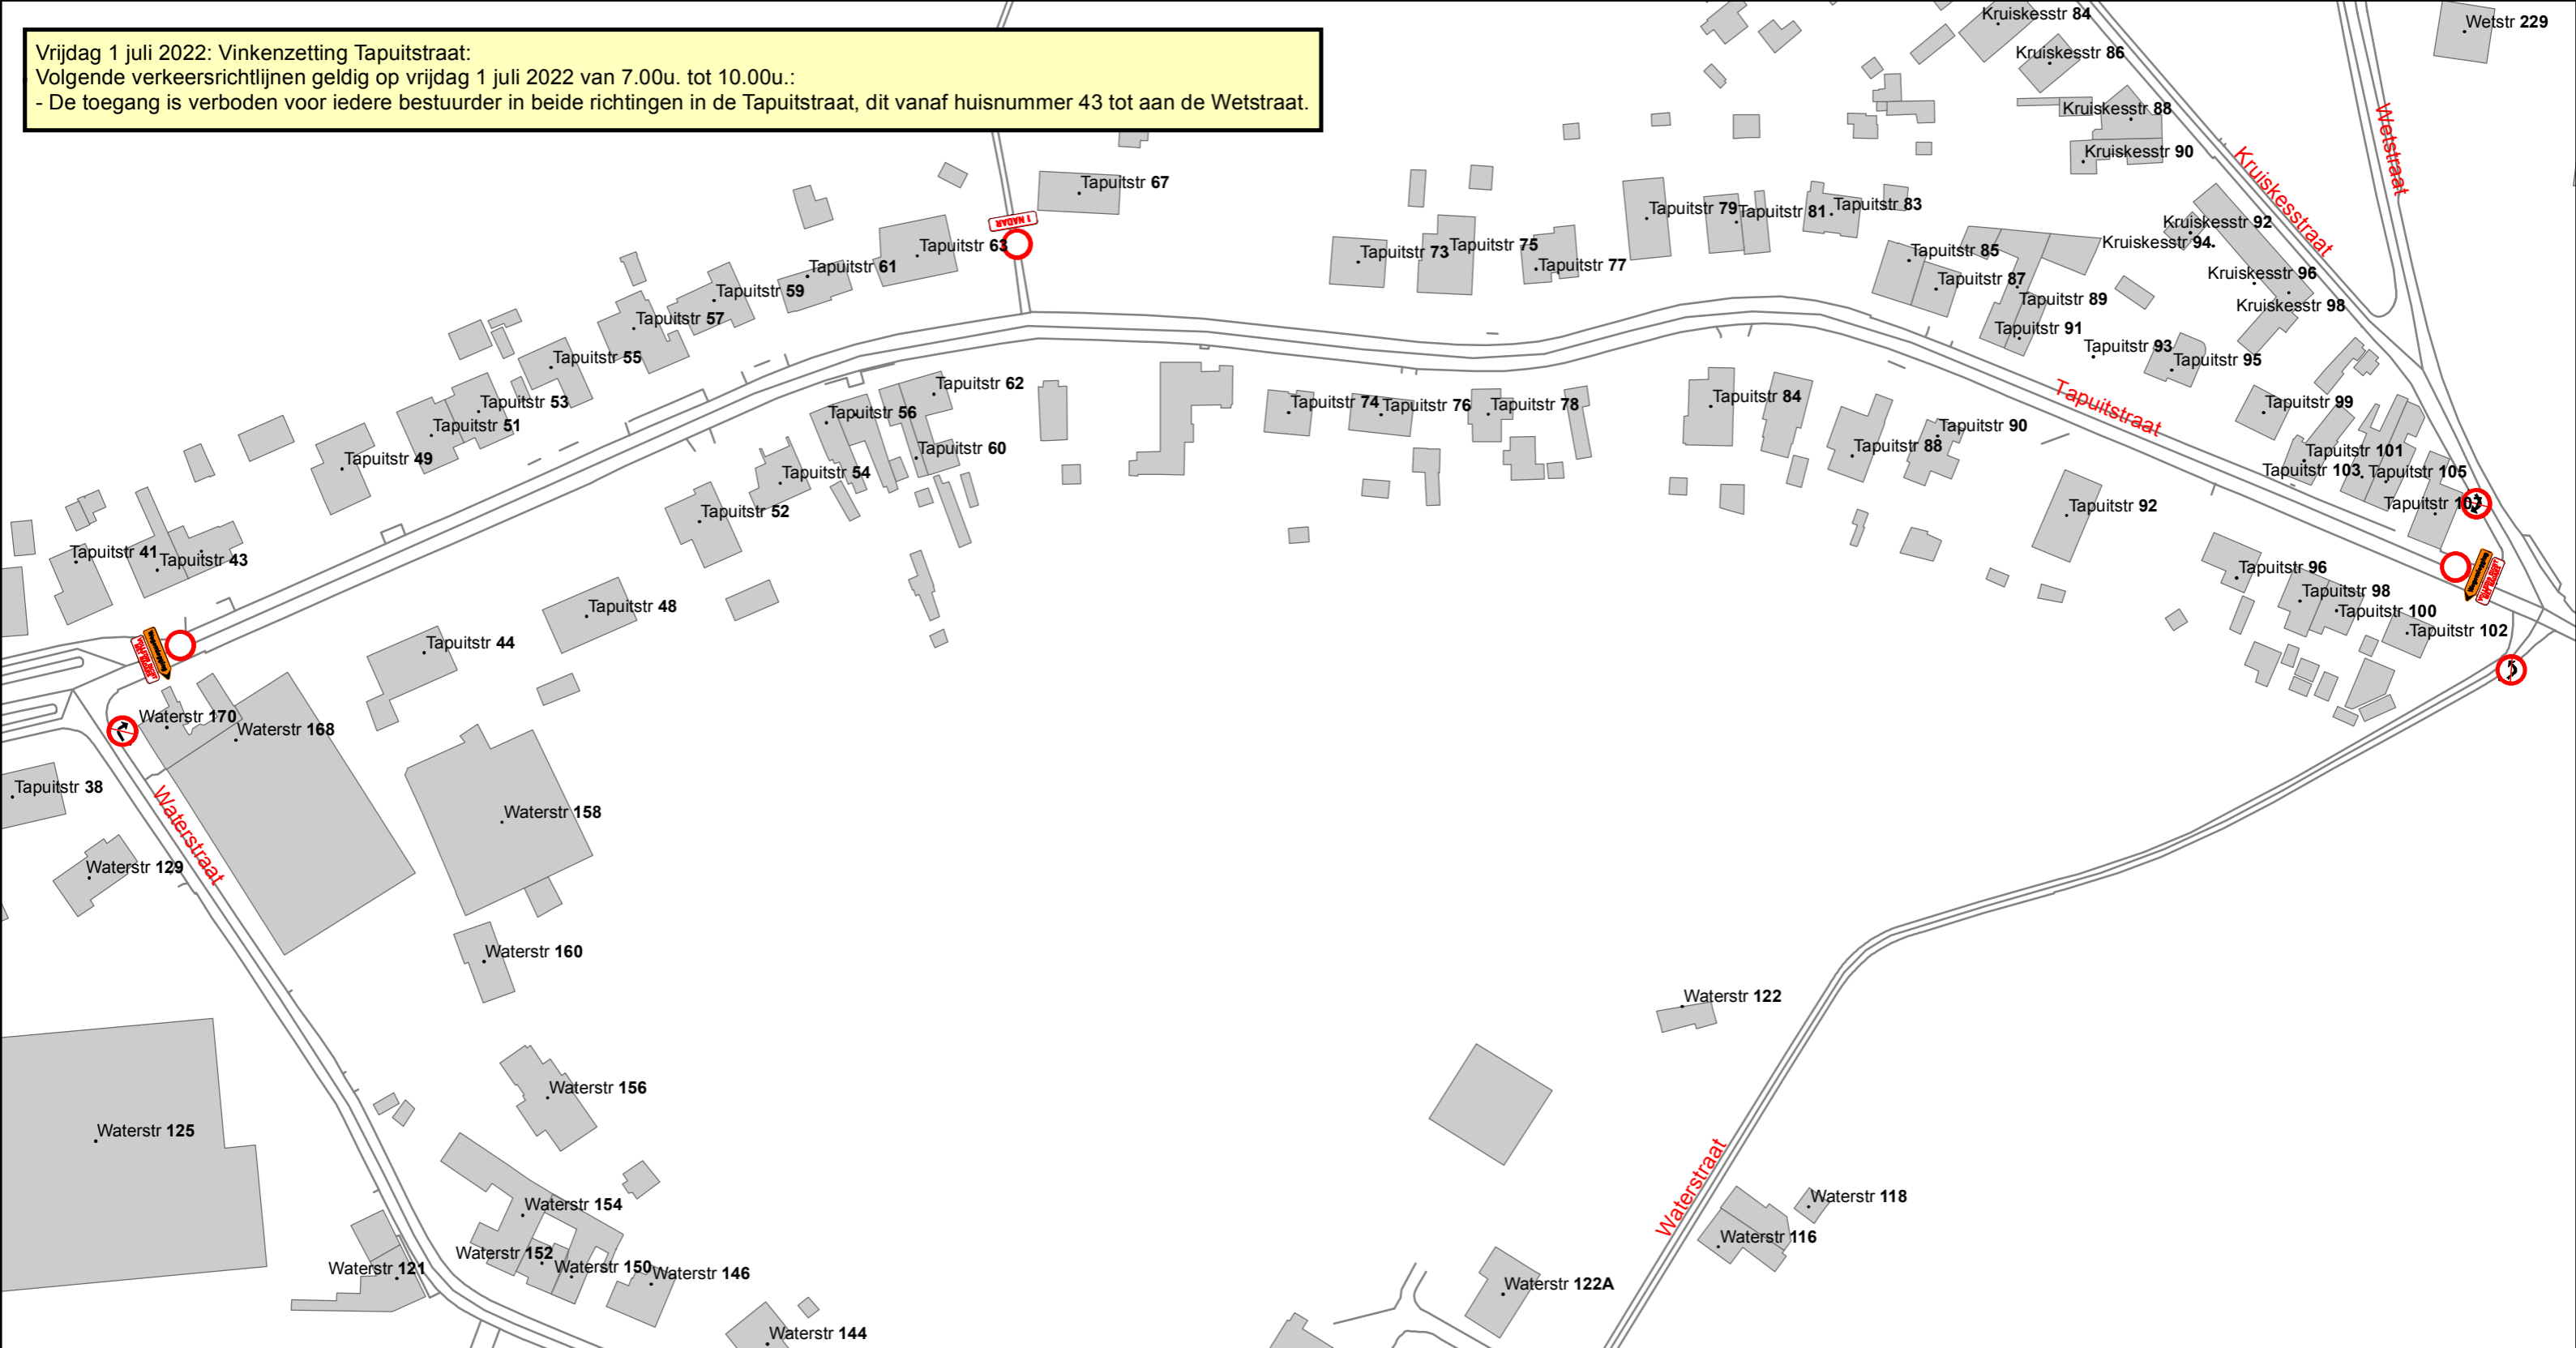 Vrijdag 1 juli 2022: Vinkenzetting Tapuitstraat:
Volgende verkeersrichtlijnen geldig op vrijdag 1 juli 2022 van 7.00u. tot 10.00u.:
- De toegang is verboden voor iedere bestuurder in beide richtingen in de Tapuitstraat, dit vanaf huisnummer 43 tot aan de Wetstraat.
Kruiskesstr 84
Wetstr 229
Kruiskesstr 86
Kruiskesstr 88
Kruiskesstr 90
Wetstraat
Kruiskesstraat
Tapuitstr 67
1 NADAR
Tapuitstr 63
Tapuitstr 61
Tapuitstr 59
Tapuitstr 57
Tapuitstr 55
Tapuitstr 53
Tapuitstr 51
Tapuitstr 49
Tapuitstr 41
Tapuitstr 43
Tapuitstr 73
Tapuitstr 75
Tapuitstr 77
Tapuitstr 79
Tapuitstr 81
Tapuitstr 83
Tapuitstr 85
Tapuitstr 87
Tapuitstr 89
Tapuitstr 91
Tapuitstr 93
Tapuitstr 95
Kruiskesstr 92
Kruiskesstr 94
Kruiskesstr 96
Kruiskesstr 98
Tapuitstraat
Tapuitstr 99
Tapuitstr 101
Tapuitstr 103
Tapuitstr 105
Tapuitstr 107
Tapuitstr 62
Tapuitstr 56
Tapuitstr 60
Tapuitstr 54
Tapuitstr 52
Tapuitstr 48
Tapuitstr 44
Tapuitstr 74
Tapuitstr 76
Tapuitstr 78
Tapuitstr 84
Tapuitstr 88
Tapuitstr 90
Tapuitstr 92
Tapuitstr 96
Tapuitstr 98
Tapuitstr 100
Tapuitstr 102
Wegomlegging
Wegomlegging
Waterstr 170
Waterstr 168
Tapuitstr 38
Waterstraat
Waterstr 129
Waterstr 158
Waterstr 160
Waterstr 156
Waterstr 125
Waterstr 154
Waterstr 152
Waterstr 150
Waterstr 121
Waterstr 146
Waterstr 144
Waterstr 122
Waterstraat
Waterstr 118
Waterstr 116
Waterstr 122A